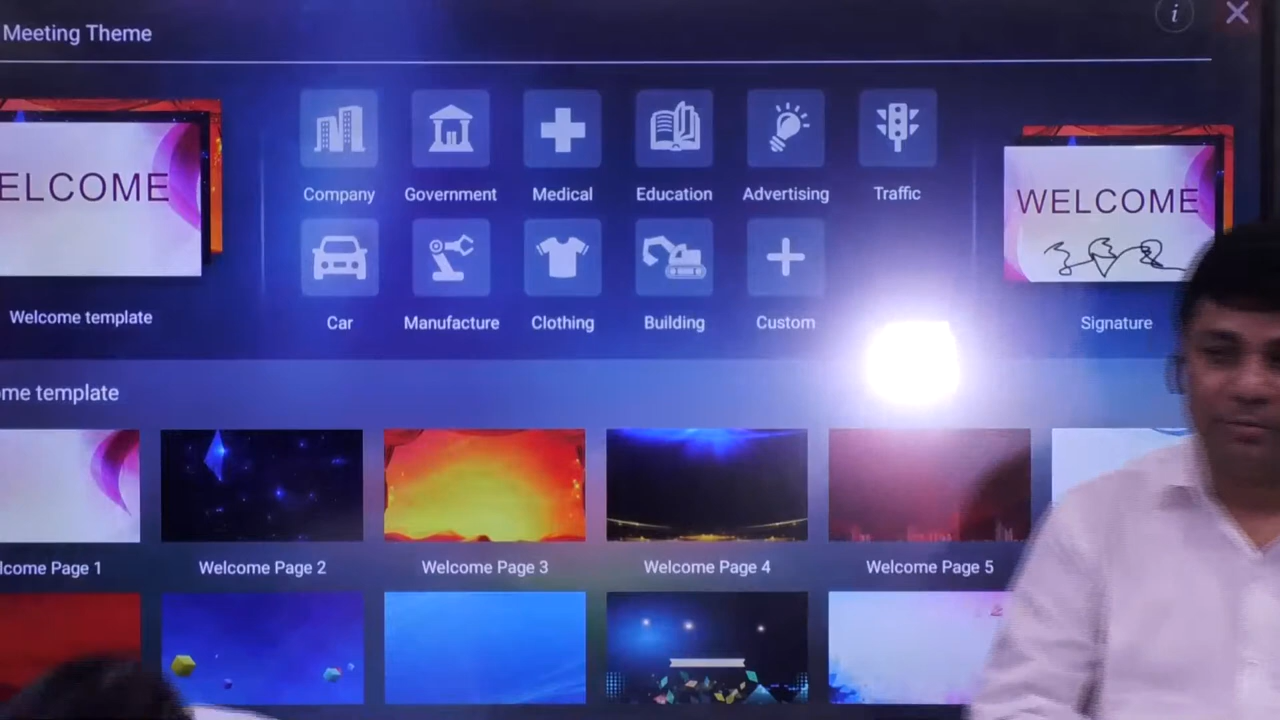 Meeting Theme
i
ELCOME
Welcome template
Company
Government
Medical
Education
Advertising
Traffic
Car
Manufacture
Clothing
Building
Custom
WELCOME
Signature
me template
lcome Page 1
Welcome Page 2
Welcome Page 3
Welcome Page 4
Welcome Page 5